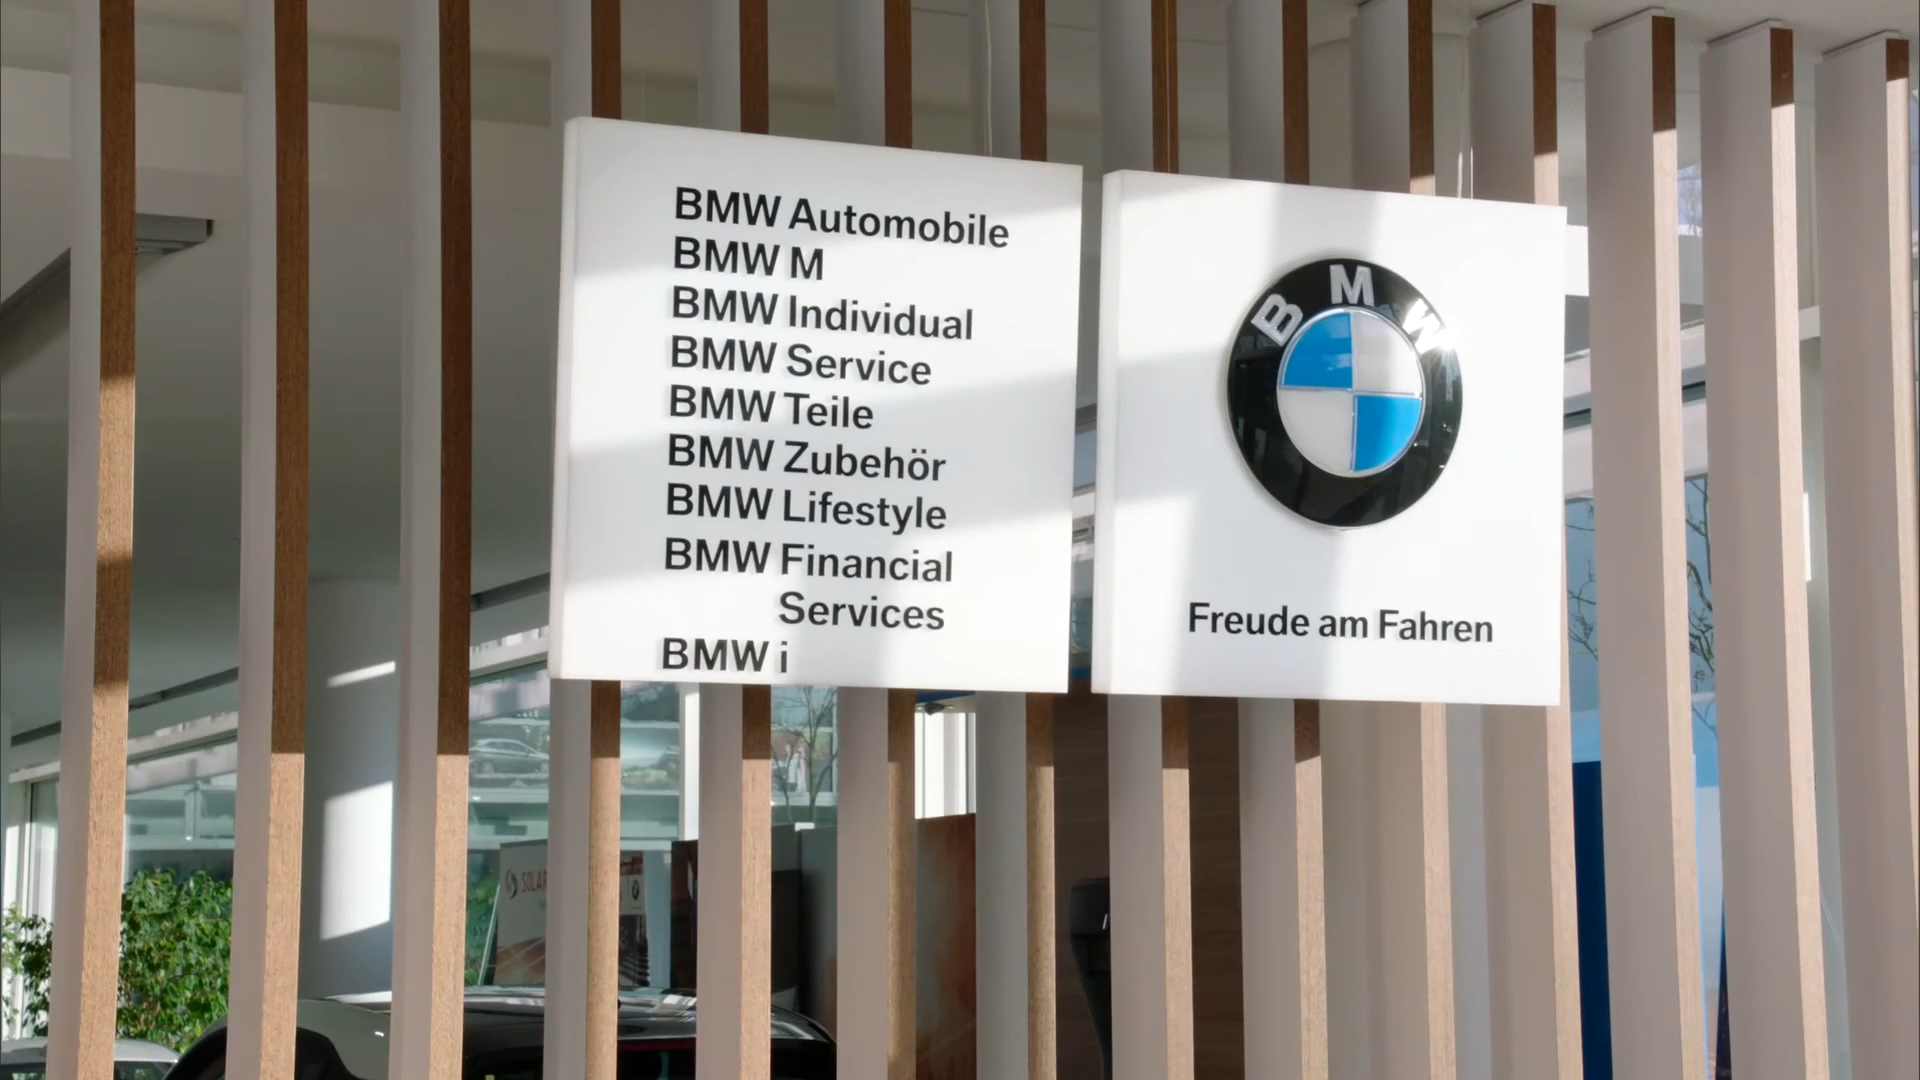 BMW Automobile
BMW M
BMW Individual
BMW Service
BMW Teile
BMW Zubehör
BMW Lifestyle
BMW Financial
Services
BMW i
BMW
Freude am Fahren